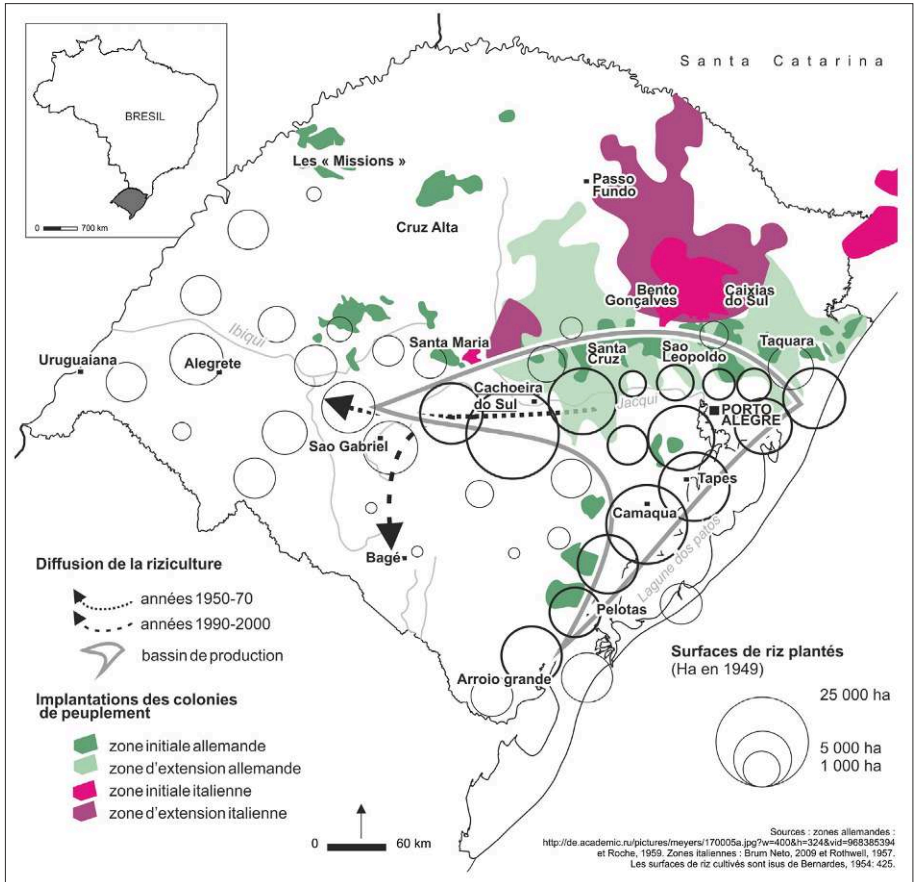 Santa Catarina
BRESIL
0 700 km
Les « Missions »
Passo
Fundo
Cruz Alta
Bento
Gonçalves
Caixias
do Sul
Ibiqui
Santa Maria
Santa
Cruz
Sao
Leopoldo
Taquara
Uruguaiana
Alegrete
Cachoeira
do Sul
Jacqui
PORTO
ALEGRE
Sao Gabriel
Tapes
Camaqua
Bagé
Lagune dos patos
Pelotas
Arroio grande
Diffusion de la riziculture
années 1950-70
années 1990-2000
bassin de production
Implantations des colonies
de peuplement
zone initiale allemande
zone d'extension allemande
zone initiale italienne
zone d'extension italienne
Surfaces de riz plantés
(Ha en 1949)
25 000 ha
5 000 ha
1 000 ha
0 60 km
Sources : zones allemandes :
http://de.academic.ru/pictures/meyers/170005a.jpg?w=400&h=324&vid=968385394
et Roche, 1959. Zones italiennes : Brum Neto, 2009 et Rothwell, 1957.
Les surfaces de riz cultivés sont isus de Bernardes, 1954: 425.